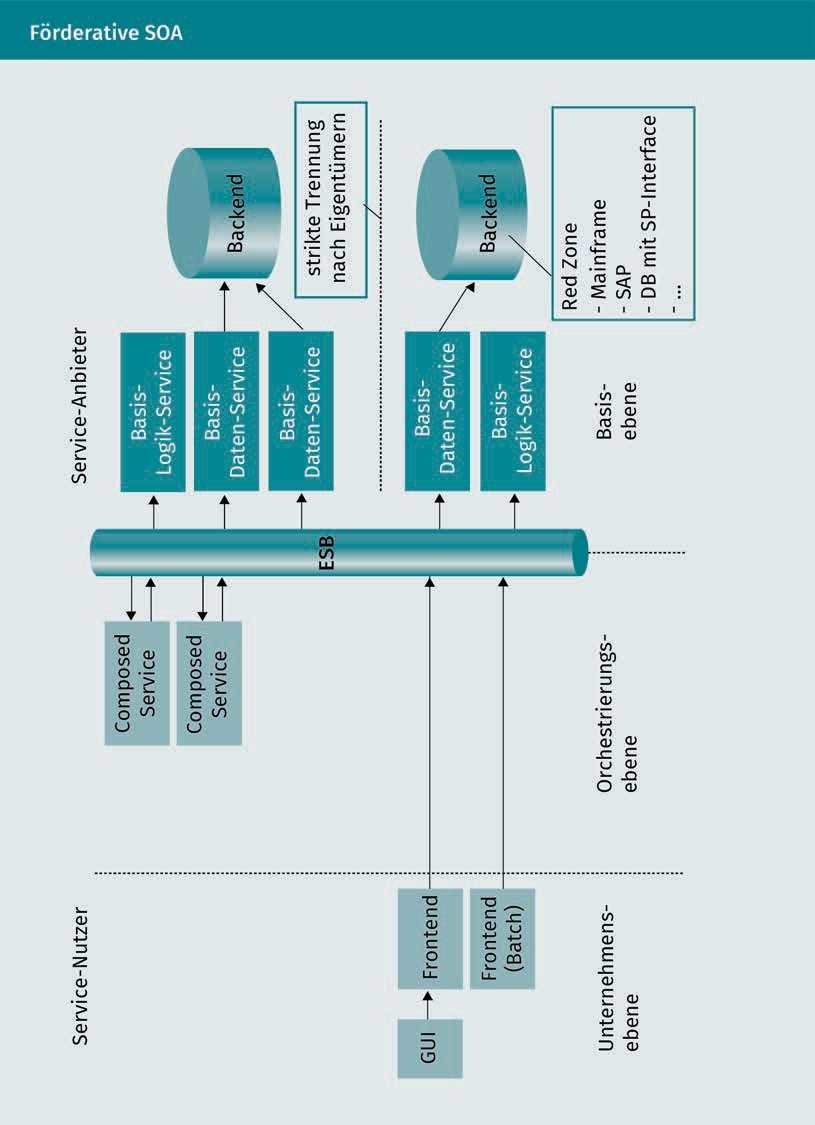 Förderative SOA
Service-Nutzer
Service-Anbieter
Composed
Service
Composed
Service
ESB
Basis-
Logik-Service
Basis-
Daten-Service
Basis-
Daten-Service
Backend
strikte Trennung
nach Eigentümern
GUI
Frontend
Frontend
(Batch)
Basis-
Daten-Service
Basis-
Logik-Service
Backend
Red Zone
- Mainframe
- SAP
- DB mit SP-Interface
- ...
Unternehmens-
ebene
Orchestrierungs-
ebene
Basis-
ebene